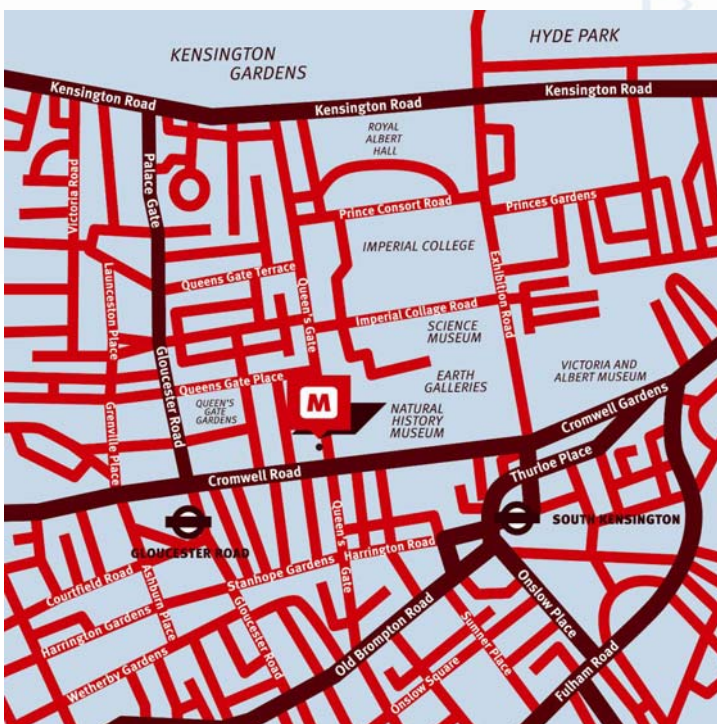 KENSINGTON
GARDENS
HYDE PARK
Kensington Road
Kensington Road
Kensington Road
ROYAL
ALBERT
HALL
Palace Gate
Victoria Road
Prince Consort Road
Princes Gardens
IMPERIAL COLLEGE
Queens Gate Terrace
Launceston Place
Queen's Gate
Exhibition Road
Imperial Collage Road
SCIENCE
MUSEUM
Gloucester Road
EARTH
GALLERIES
VICTORIA AND
ALBERT MUSEUM
Queens Gate Place
QUEEN'S
GATE
GARDENS
M
NATURAL
HISTORY
MUSEUM
Grenville Place
Cromwell Gardens
Cromwell Road
Thurloe Place
SOUTH KENSINGTON
GLOUCESTER ROAD
Queen's
Gate
Harrington Road
Stanhope Gardens
Courtfield Road
Ashburn Place
Harrington Gardens
Gloucester Road
Wetherby Gardens
Old Brompton Road
Onslow Place
Sumner Place
Onslow Square
Fulham Road